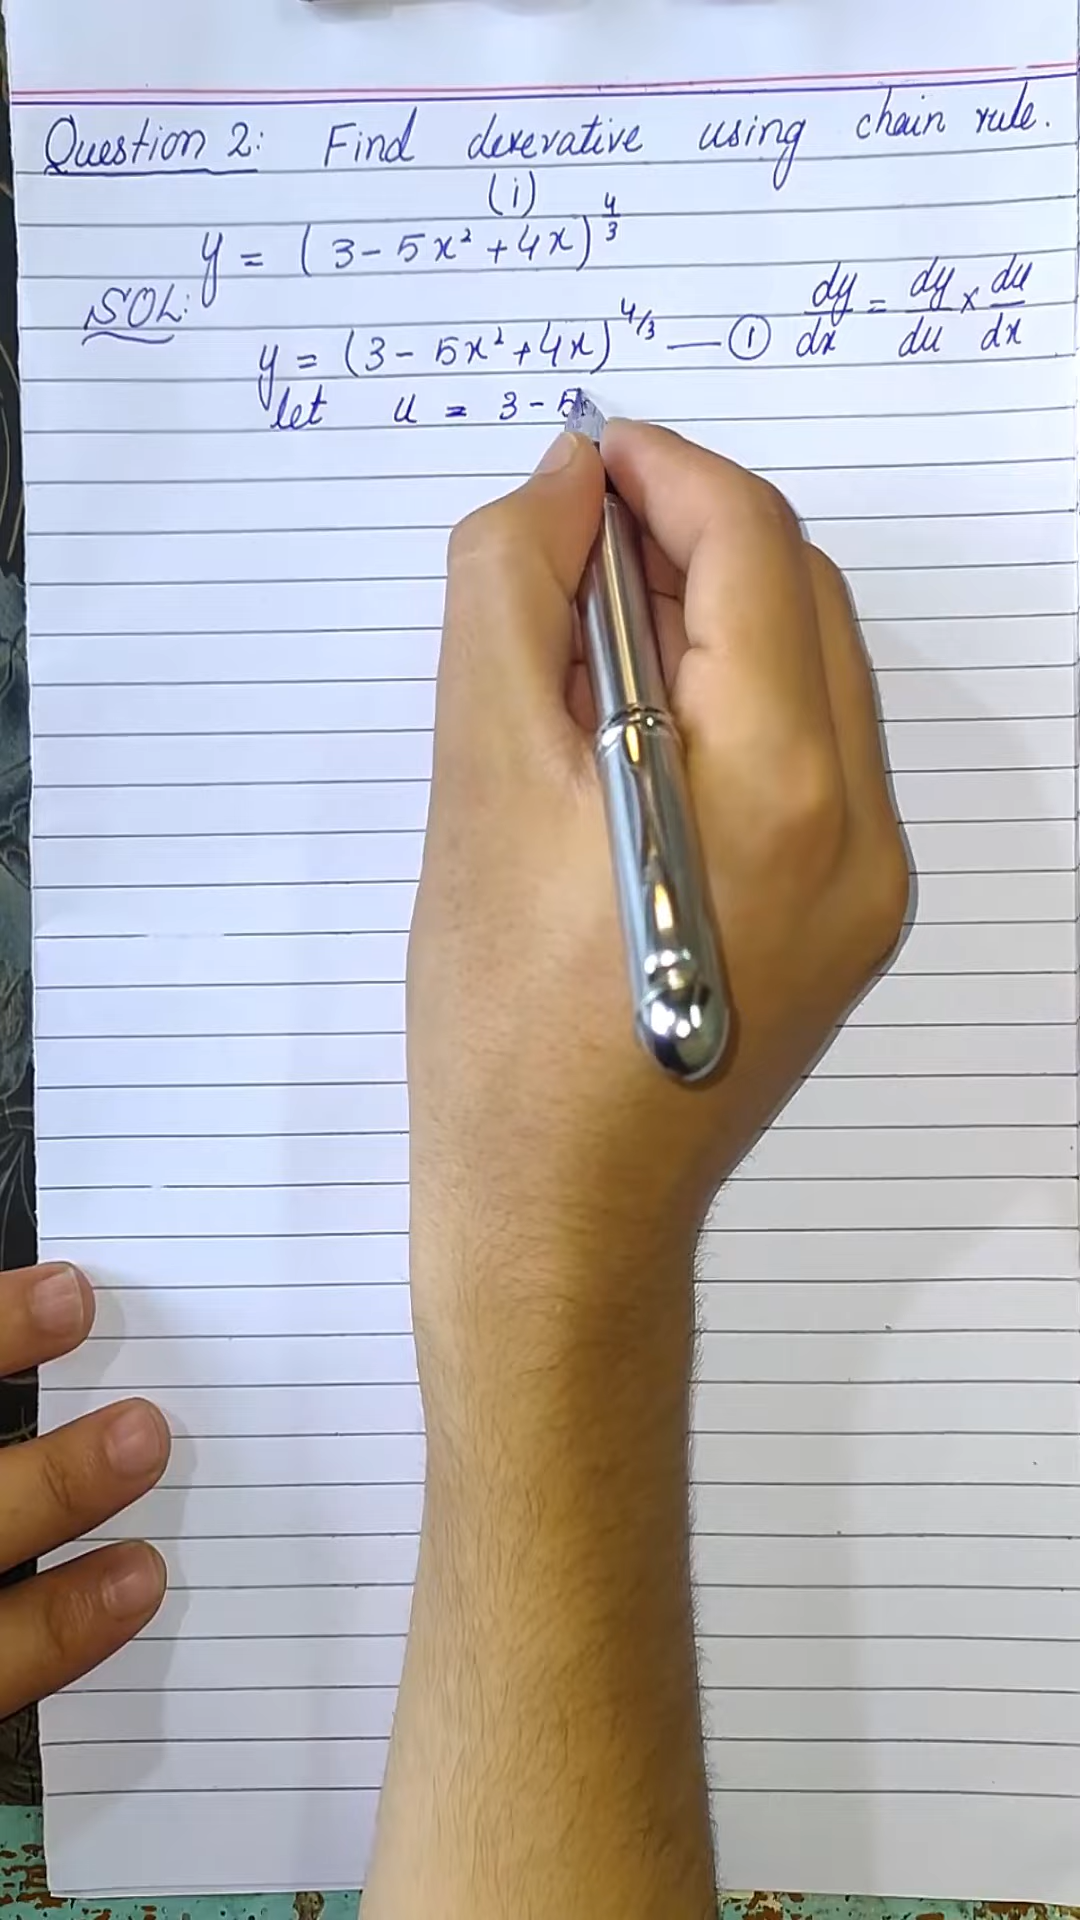 Question 2: Find derevative using chain rule.
(i)
y = (3 - 5x² + 4x)^4/3
SOL:
y = (3 - 5x² + 4x)^4/3 — ① dy/dx = dy/du × du/dx
let u = 3 - 5